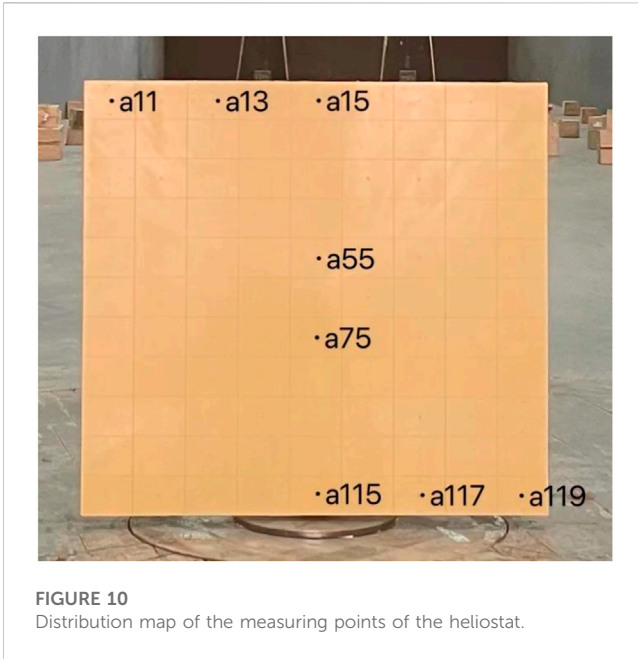 ·a11 ·a13 ·a15
·a55
·a75
·a115 ·a117 ·a119
FIGURE 10
Distribution map of the measuring points of the heliostat.